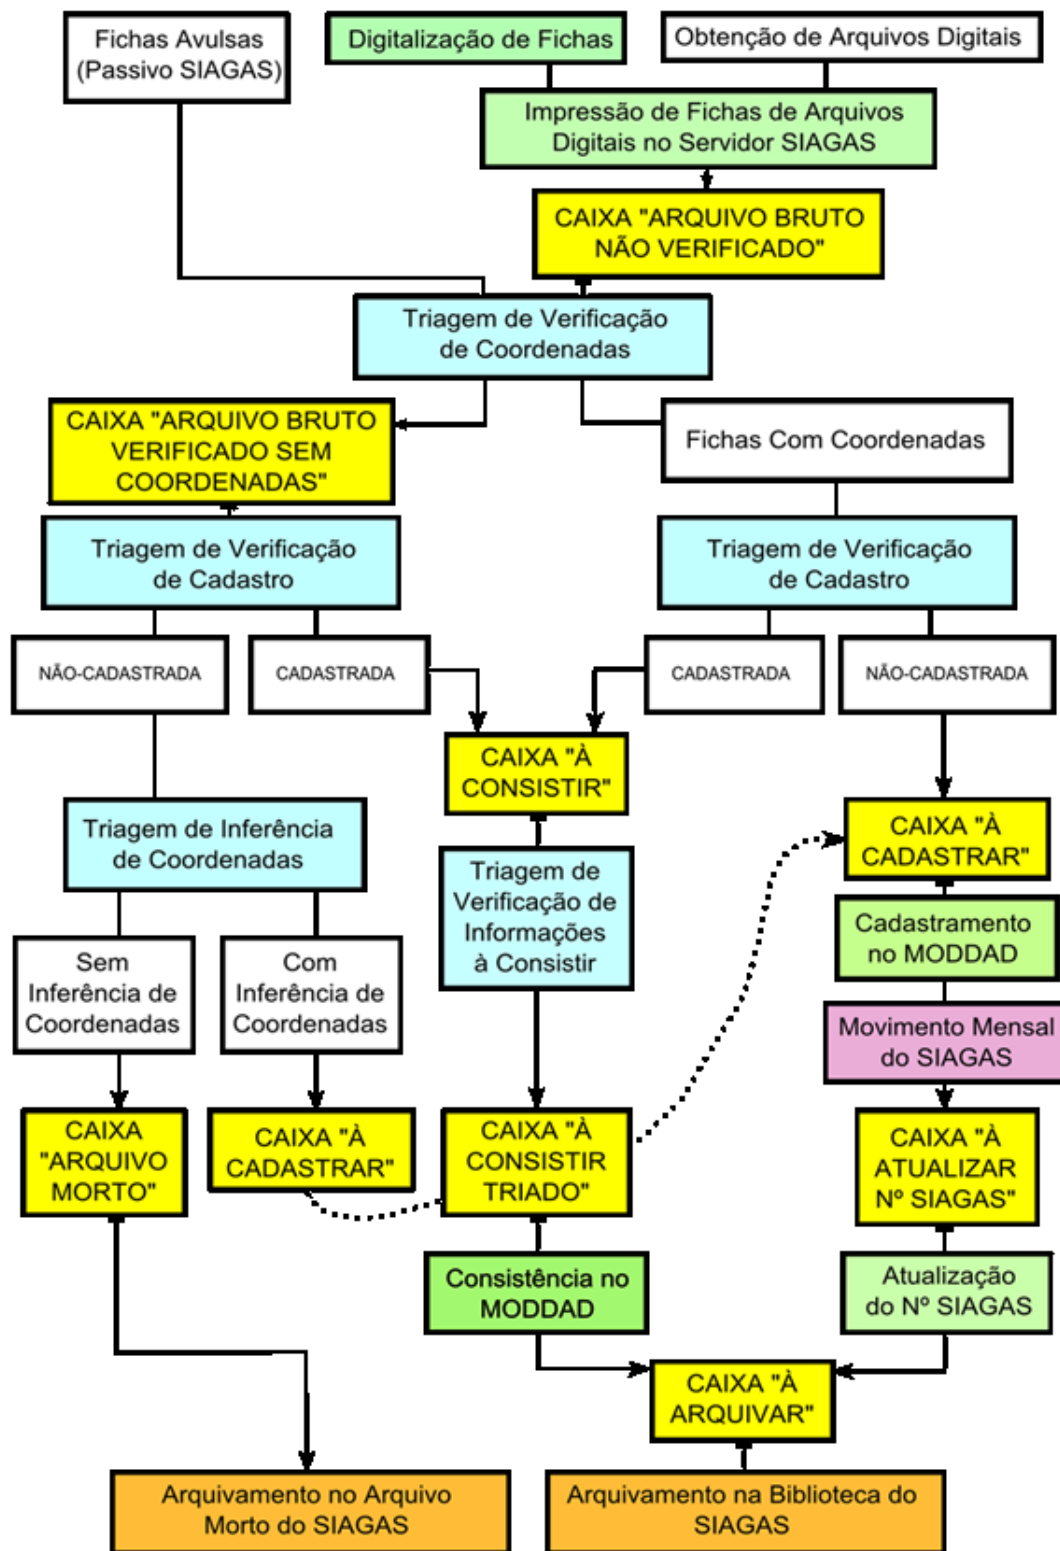 Fichas Avulsas
(Passivo SIAGAS)
Digitalização de Fichas
Obtenção de Arquivos Digitais
Impressão de Fichas de Arquivos
Digitais no Servidor SIAGAS
CAIXA "ARQUIVO BRUTO
NÃO VERIFICADO"
Triagem de Verificação
de Coordenadas
CAIXA "ARQUIVO BRUTO
VERIFICADO SEM
COORDENADAS"
Fichas Com Coordenadas
Triagem de Verificação
de Cadastro
Triagem de Verificação
de Cadastro
NÃO-CADASTRADA
CADASTRADA
CADASTRADA
NÃO-CADASTRADA
CAIXA "À
CONSISTIR"
Triagem de Inferência
de Coordenadas
CAIXA "À
CADASTRAR"
Triagem de
Verificação de
Informações
à Consistir
Cadastramento
no MODDAD
Sem
Inferência de
Coordenadas
Com
Inferência de
Coordenadas
Movimento Mensal
do SIAGAS
CAIXA
"ARQUIVO
MORTO"
CAIXA "À
CADASTRAR"
CAIXA "À
CONSISTIR
TRIADO"
CAIXA "À
ATUALIZAR
Nº SIAGAS"
Consistência no
MODDAD
Atualização
do Nº SIAGAS
CAIXA "À
ARQUIVAR"
Arquivamento no Arquivo
Morto do SIAGAS
Arquivamento na Biblioteca do
SIAGAS